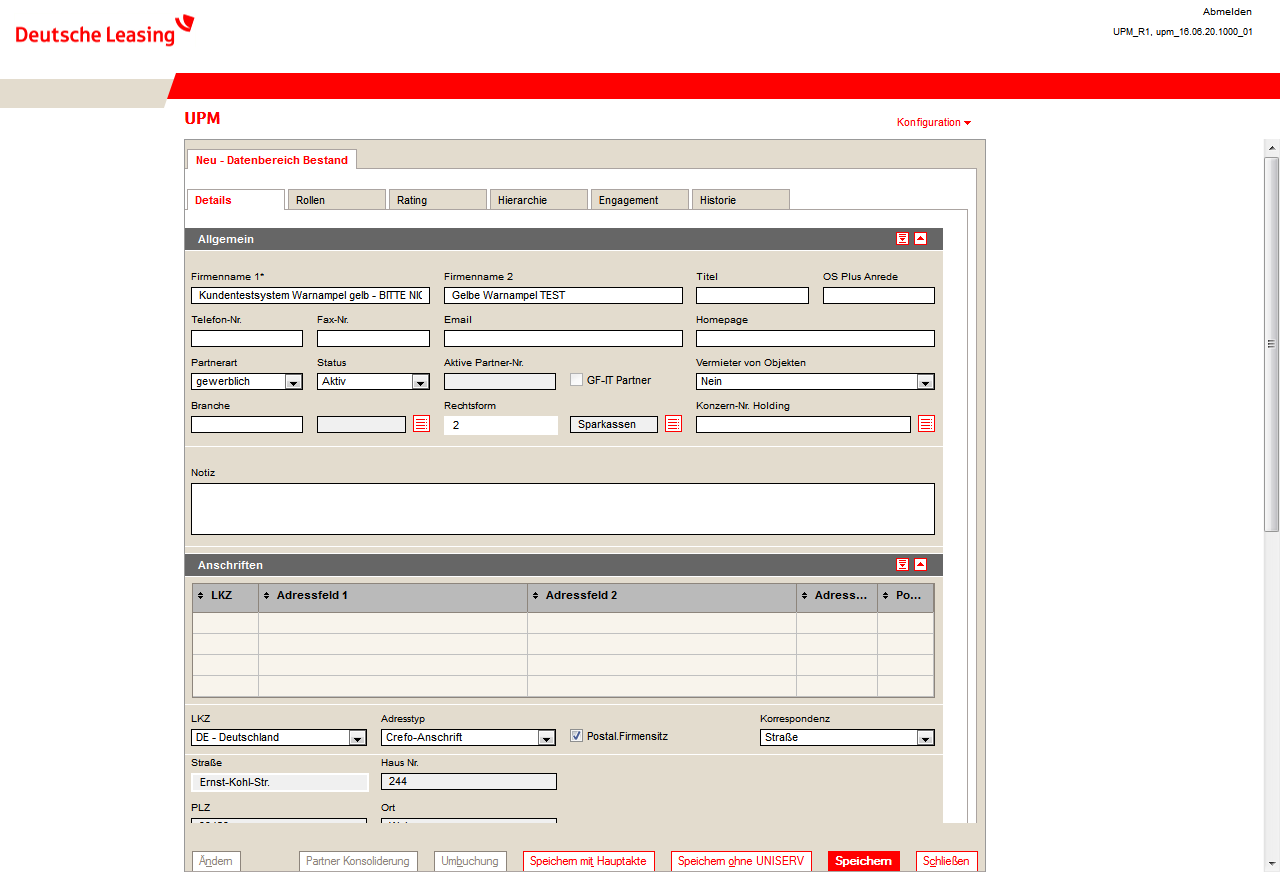 Deutsche Leasing
Abmelden
UPM_R1, upm_16.06.20.1000_01
UPM
Konfiguration
Neu - Datenbereich Bestand
Details Rollen Rating Hierarchie Engagement Historie
Allgemein
Firmenname 1* Firmenname 2 Titel OS Plus Anrede
Kundentestsystem Warnampel gelb - BITTE NIC Gelbe Warnampel TEST
Telefon-Nr. Fax-Nr. Email Homepage
Partnerart Status Aktive Partner-Nr. Vermieter von Objekten
gewerblich Aktiv GF-IT Partner Nein
Branche Rechtsform Konzern-Nr. Holding
2 Sparkassen
Notiz
Anschriften
LKZ Adressfeld 1 Adressfeld 2 Adress... Po...
LKZ Adresstyp Korrespondenz
DE - Deutschland Crefo-Anschrift Postal.Firmensitz Straße
Straße Haus Nr.
Ernst-Kohl-Str. 244
PLZ Ort
Ändern Partner Konsolidierung Umbuchung Speichern mit Hauptakte Speichern ohne UNISERV Speichern Schließen